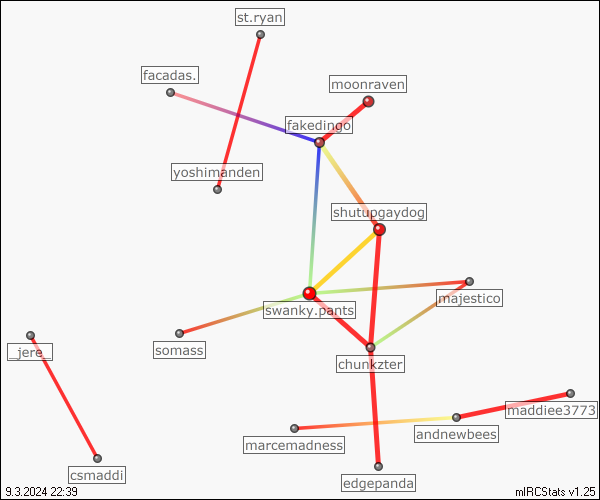 st.ryan
facadas.
moonraven
fakedingo
yoshimanden
shutupgaydog
majestico
swanky.pants
_jere_
somass
chunkzter
maddiee3773
andnewbees
marcemadness
csmaddi
edgepanda
9.3.2024 22:39
mIRCStats v1.25